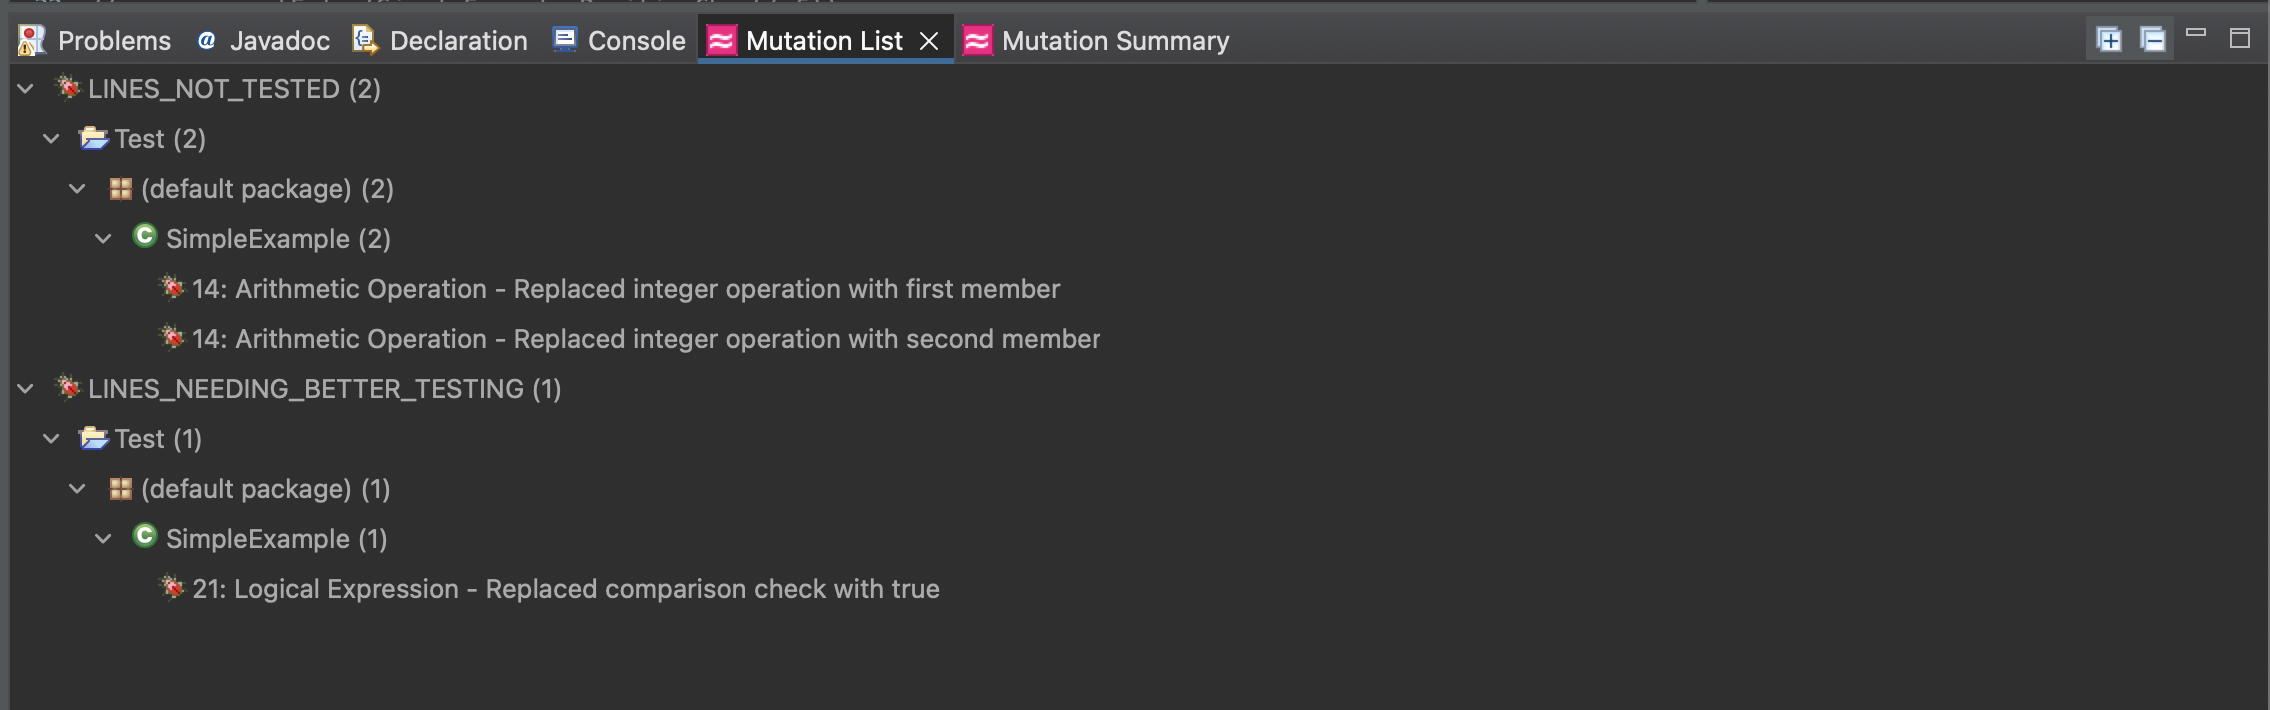 Problems @ Javadoc Declaration Console Mutation List Mutation Summary
LINES_NOT_TESTED (2)
Test (2)
(default package) (2)
SimpleExample (2)
14: Arithmetic Operation - Replaced integer operation with first member
14: Arithmetic Operation - Replaced integer operation with second member
LINES_NEEDING_BETTER_TESTING (1)
Test (1)
(default package) (1)
SimpleExample (1)
21: Logical Expression - Replaced comparison check with true